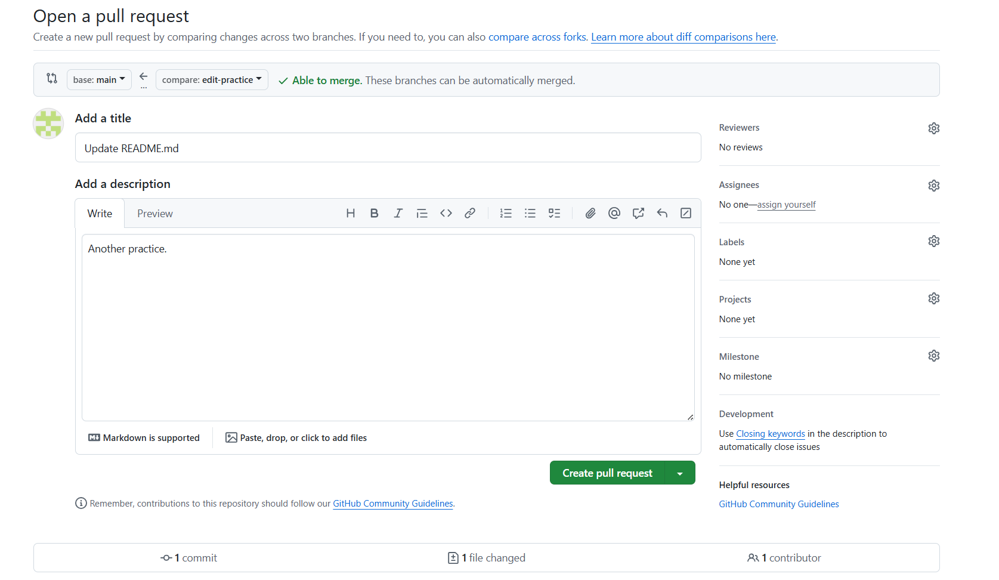 Open a pull request
Create a new pull request by comparing changes across two branches. If you need to, you can also compare across forks. Learn more about diff comparisons here.
base: main
...
compare: edit-practice
Able to merge. These branches can be automatically merged.
Add a title
Update README.md
Add a description
Write
Preview
Another practice.
Markdown is supported
Paste, drop, or click to add files
Create pull request
Remember, contributions to this repository should follow our GitHub Community Guidelines.
Reviewers
No reviews
Assignees
No one—assign yourself
Labels
None yet
Projects
None yet
Milestone
No milestone
Development
Use Closing keywords in the description to
automatically close issues
Helpful resources
GitHub Community Guidelines
1 commit
1 file changed
1 contributor